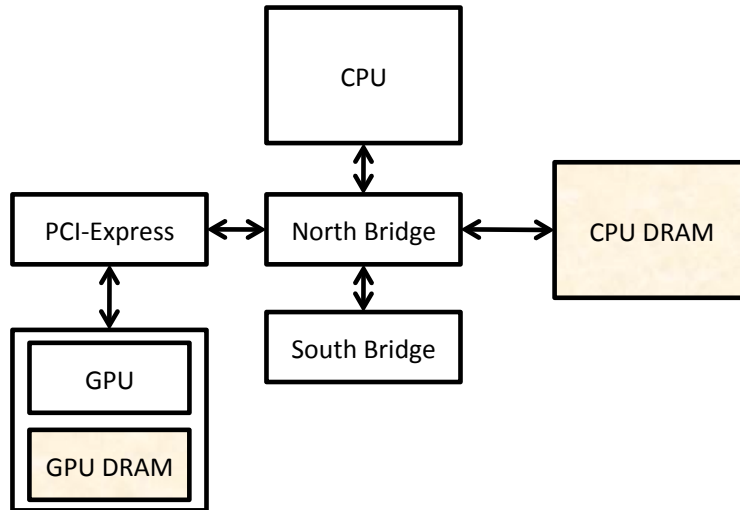 CPU
PCI-Express
North Bridge
CPU DRAM
South Bridge
GPU
GPU DRAM